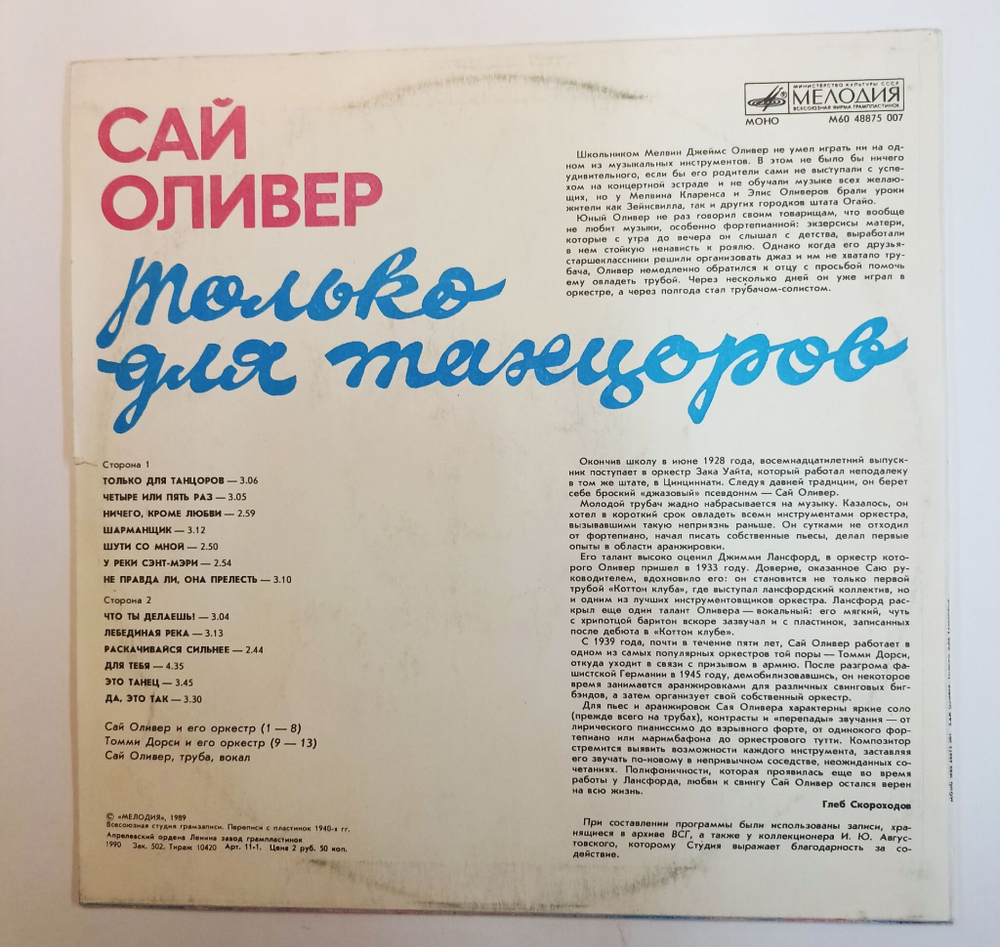 САЙ
ОЛИВЕР
только
для танцоров
МИНИСТЕРСТВО КУЛЬТУРЫ СССР
МЕЛОДИЯ
ВСЕСОЮЗНАЯ ФИРМА ГРАМПЛАСТИНОК
МОНО М60 48875 007
Школьником Мелвин Джеймс Оливер не умел играть ни на од-
ном из музыкальных инструментов. В этом не было бы ничего
удивительного, если бы его родители сами не выступали с успе-
хом на концертной эстраде и не обучали музыке всех желаю-
щих, но у Мелвина Кларенса и Элис Оливеров брали уроки
жители как Зейнсвилла, так и других городков штата Огайо.
Юный Оливер не раз говорил своим товарищам, что вообще
не любит музыки, особенно фортепианной: экзерсисы матери,
которые с утра до вечера он слышал с детства, выработали
в нем стойкую ненависть к роялю. Однако когда его друзья-
старшеклассники решили организовать джаз и им не хватало тру-
бача, Оливер немедленно обратился к отцу с просьбой помочь
ему овладеть трубой. Через несколько дней он уже играл в
оркестре, а через полгода стал трубачом-солистом.
Сторона 1
ТОЛЬКО ДЛЯ ТАНЦОРОВ — 3.06
ЧЕТЫРЕ ИЛИ ПЯТЬ РАЗ — 3.05
НИЧЕГО, КРОМЕ ЛЮБВИ — 2.59
ШАРМАНЩИК — 3.12
ШУТИ СО МНОЙ — 2.50
У РЕКИ СЭНТ-МЭРИ — 2.54
НЕ ПРАВДА ЛИ, ОНА ПРЕЛЕСТЬ — 3.10
Сторона 2
ЧТО ТЫ ДЕЛАЕШЬ! — 3.04
ЛЕБЕДИНАЯ РЕКА — 3.13
РАСКАЧИВАЙСЯ СИЛЬНЕЕ — 2.44
ДЛЯ ТЕБЯ — 4.35
ЭТО ТАНЕЦ — 3.45
ДА, ЭТО ТАК — 3.30
Сай Оливер и его оркестр (1 — 8)
Томми Дорси и его оркестр (9 — 13)
Сай Оливер, труба, вокал
© «МЕЛОДИЯ», 1989
Всесоюзная студия грамзаписи. Переписи с пластинок 1940-х гг.
Апрелевский ордена Ленина завод грампластинок
1990 Зак. 502. Тираж 10420 Арт. 11-1. Цена 2 руб. 50 коп.
Окончив школу в июне 1928 года, восемнадцатилетний выпуск-
ник поступает в оркестр Зака Уайта, который работал неподалеку
в том же штате, в Цинциннати. Следуя давней традиции, он берет
себе броский «джазовый» псевдоним — Сай Оливер.
Молодой трубач жадно набрасывается на музыку. Казалось, он
хотел в короткий срок овладеть всеми инструментами оркестра,
вызывавшими такую неприязнь раньше. Он сутками не отходил
от фортепиано, начал писать собственные пьесы, делал первые
опыты в области аранжировки.
Его талант высоко оценил Джимми Лансфорд, в оркестр кото-
рого Оливер пришел в 1933 году. Доверие, оказанное Саю ру-
ководителем, вдохновило его: он становится не только первой
трубой «Коттон клуба», где выступал лансфордский коллектив, но
и одним из лучших инструментовщиков оркестра. Лансфорд рас-
крыл еще один талант Оливера — вокальный: его мягкий, чуть
с хрипотцой баритон вскоре зазвучал и с пластинок, записанных
после дебюта в «Коттон клубе».
С 1939 года, почти в течение пяти лет, Сай Оливер работает в
одном из самых популярных оркестров той поры — Томми Дорси,
откуда уходит в связи с призывом в армию. После разгрома фа-
шистской Германии в 1945 году, демобилизовавшись, он некоторое
время занимается аранжировками для различных свинговых биг-
бэндов, а затем организует свой собственный оркестр.
Для пьес и аранжировок Сая Оливера характерны яркие соло
(прежде всего на трубах), контрасты и «перепады» звучания — от
лирического пианиссимо до взрывного форте, от одинокого фор-
тепиано или маримбафона до оркестрового тутти. Композитор
стремится выявить возможности каждого инструмента, заставляя
его звучать по-новому в непривычном соседстве, неожиданных со-
четаниях. Полифоничности, которая проявилась еще во время
работы у Лансфорда, любви к свингу Сай Оливер остался верен
на всю жизнь.
Глеб Скороходов
При составлении программы были использованы записи, хра-
нящиеся в архиве ВСГ, а также у коллекционера И. Ю. Авгус-
товского, которому Студия выражает благодарность за со-
действие.